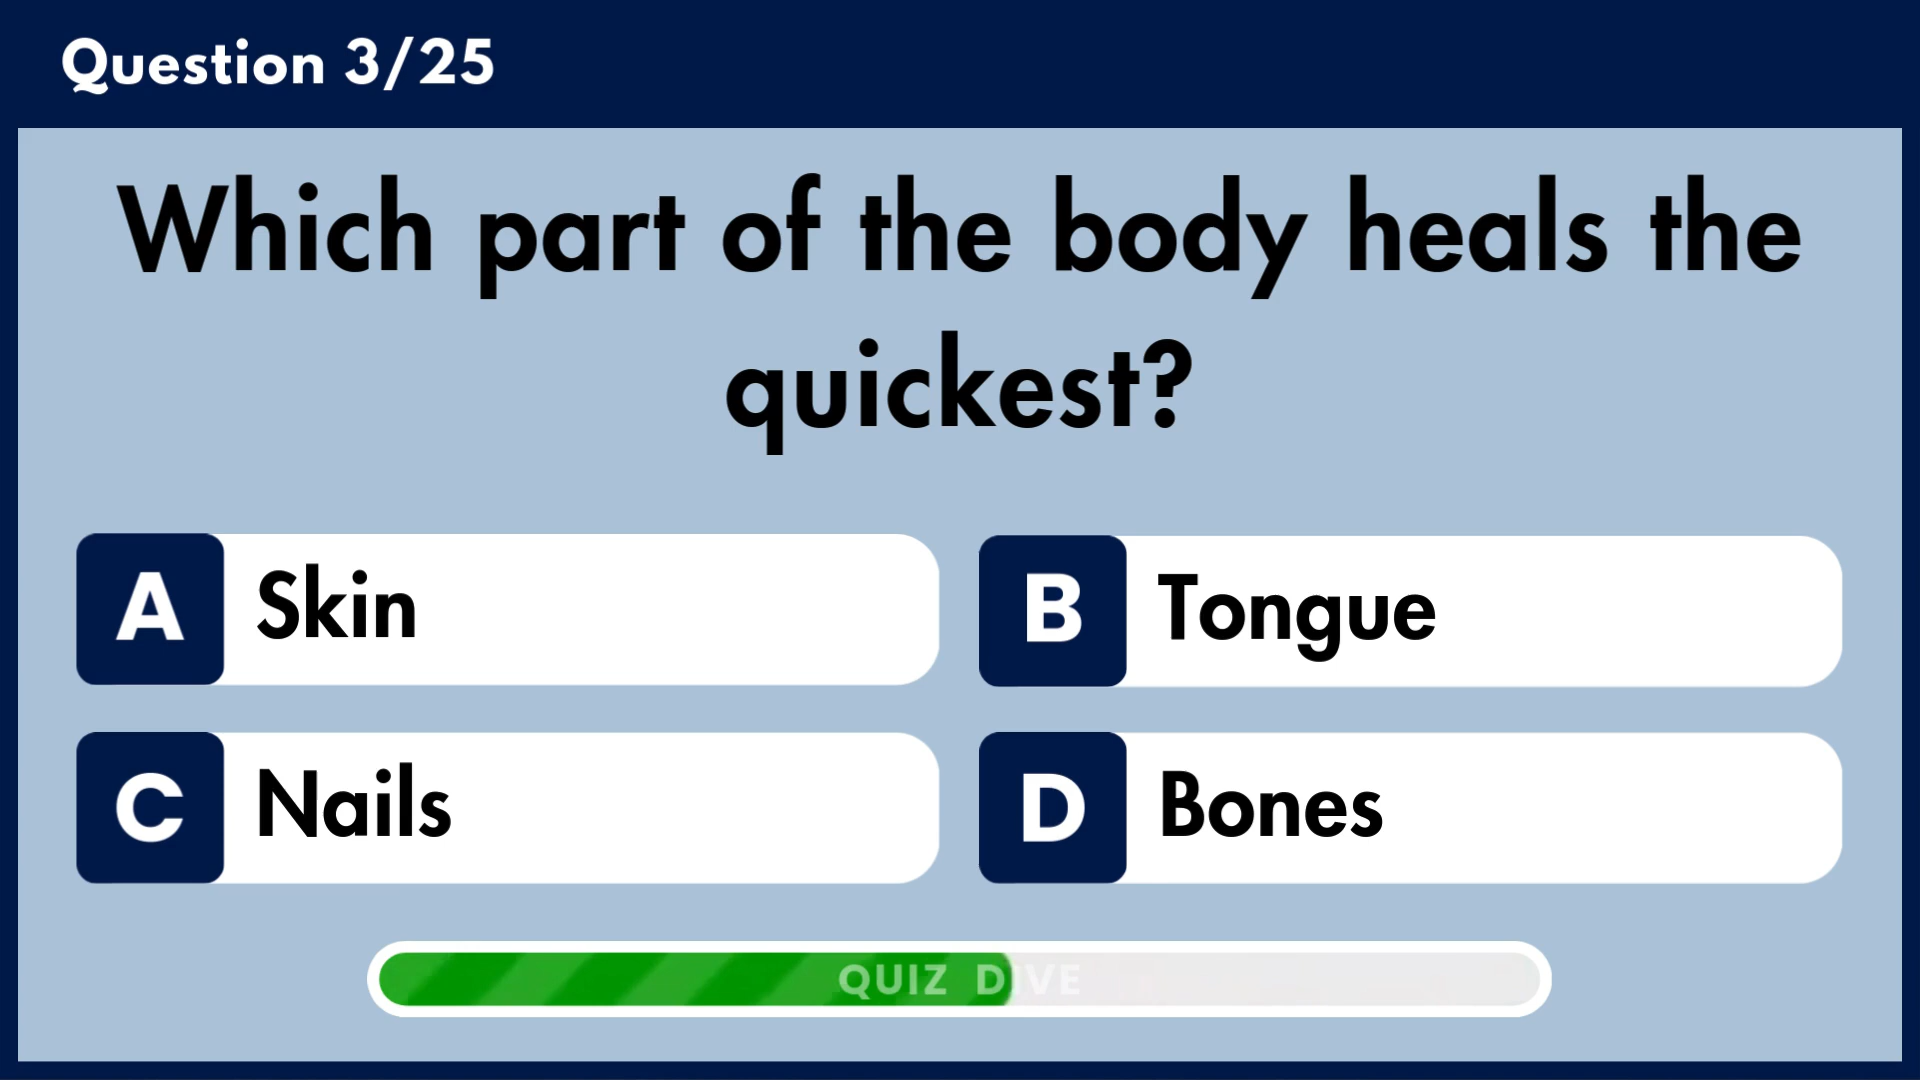 Question 3/25
Which part of the body heals the
quickest?
A Skin
B Tongue
C Nails
D Bones
QUIZ DIVE